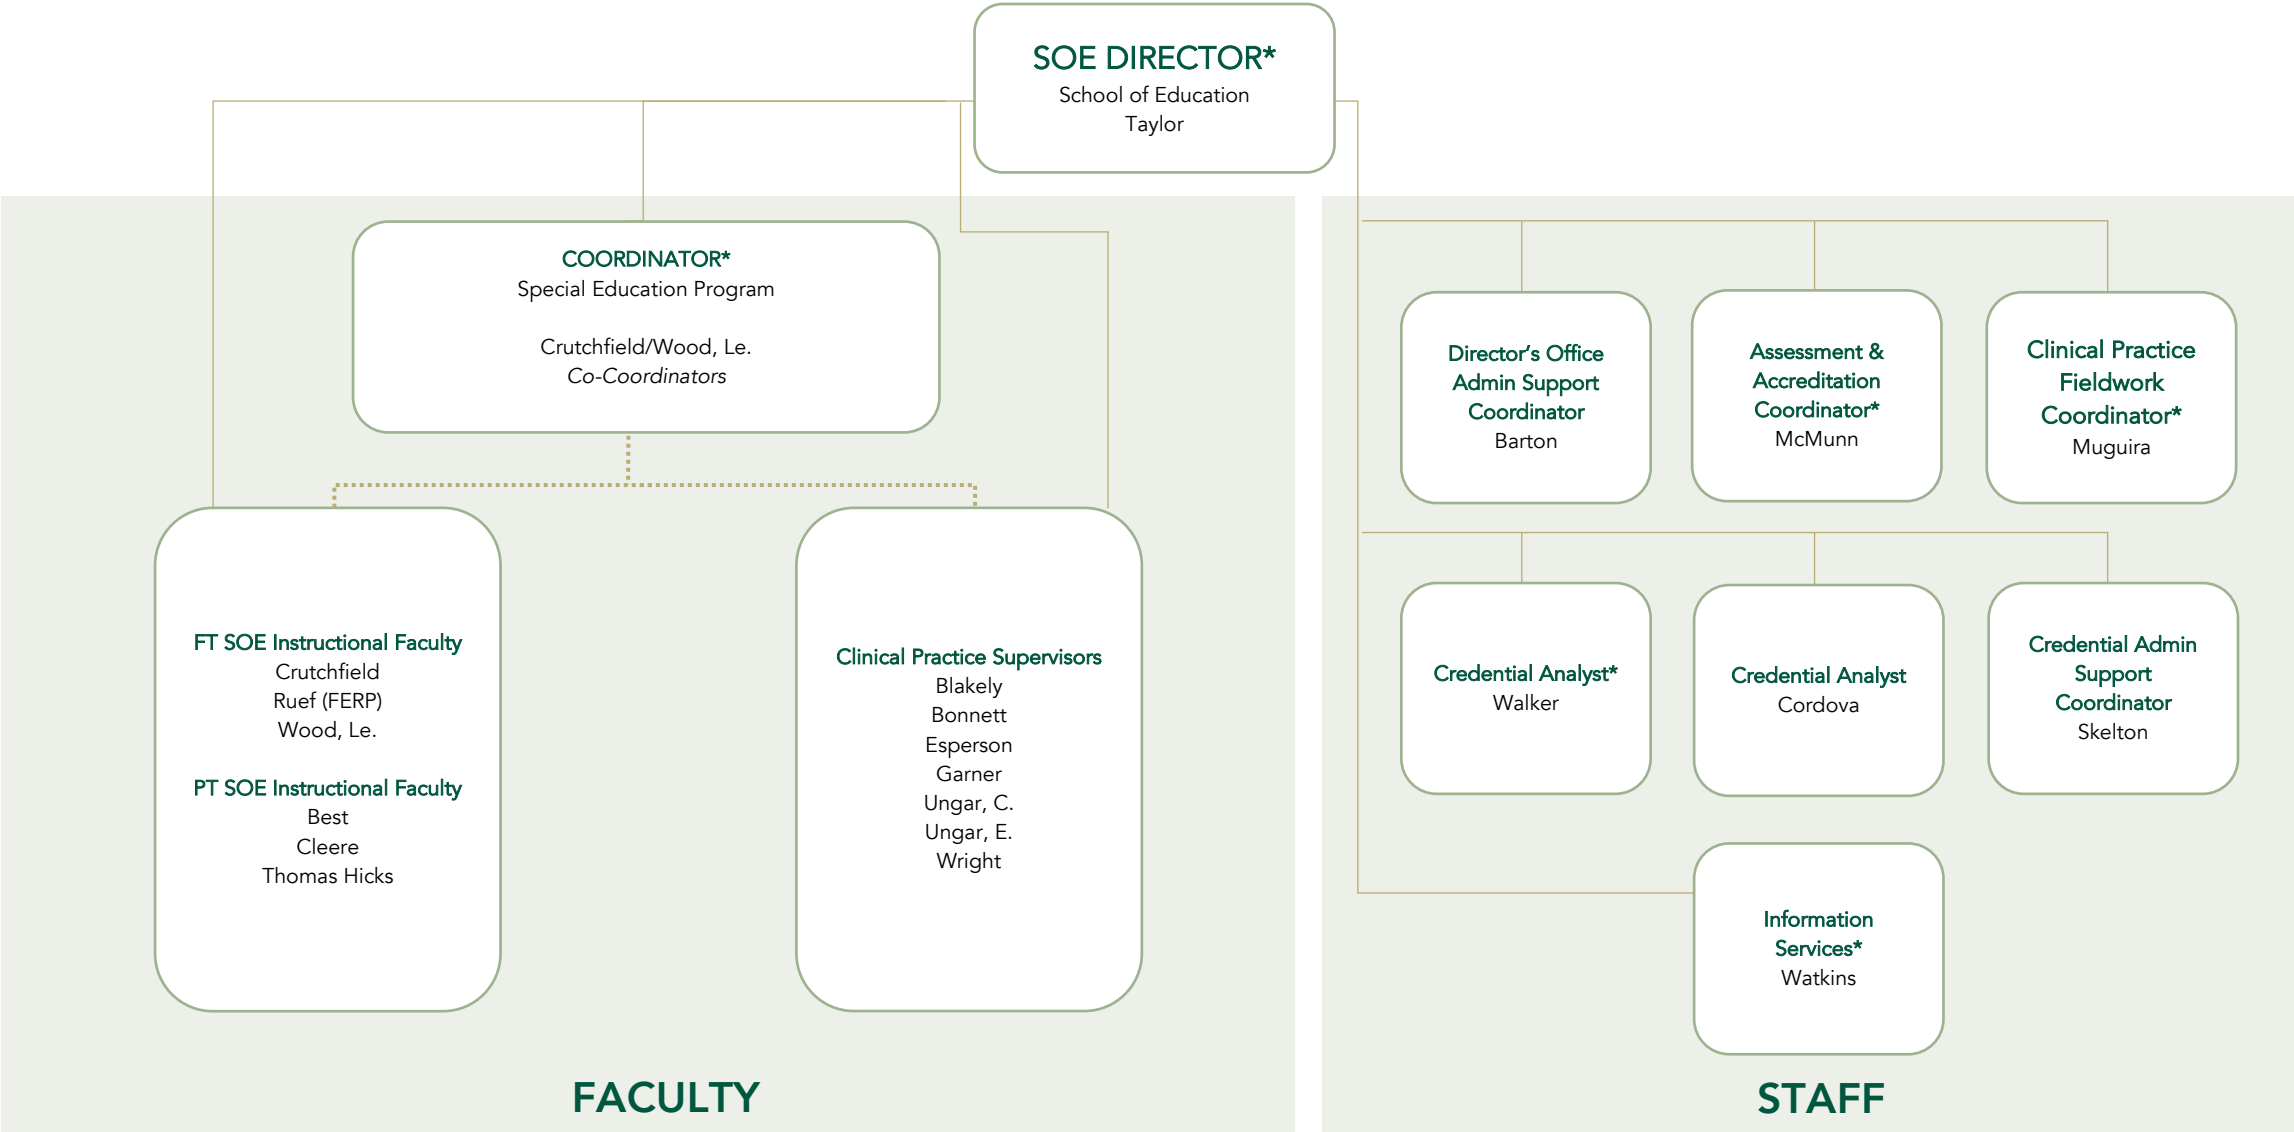 SOE DIRECTOR*
School of Education
Taylor
COORDINATOR*
Special Education Program
Crutchfield/Wood, Le.
Co-Coordinators
FT SOE Instructional Faculty
Crutchfield
Ruef (FERP)
Wood, Le.
PT SOE Instructional Faculty
Best
Cleere
Thomas Hicks
Clinical Practice Supervisors
Blakely
Bonnett
Esperson
Garner
Ungar, C.
Ungar, E.
Wright
FACULTY
Director’s Office
Admin Support
Coordinator
Barton
Assessment &
Accreditation
Coordinator*
McMunn
Clinical Practice
Fieldwork
Coordinator*
Muguira
Credential Analyst*
Walker
Credential Analyst
Cordova
Credential Admin
Support
Coordinator
Skelton
Information
Services*
Watkins
STAFF